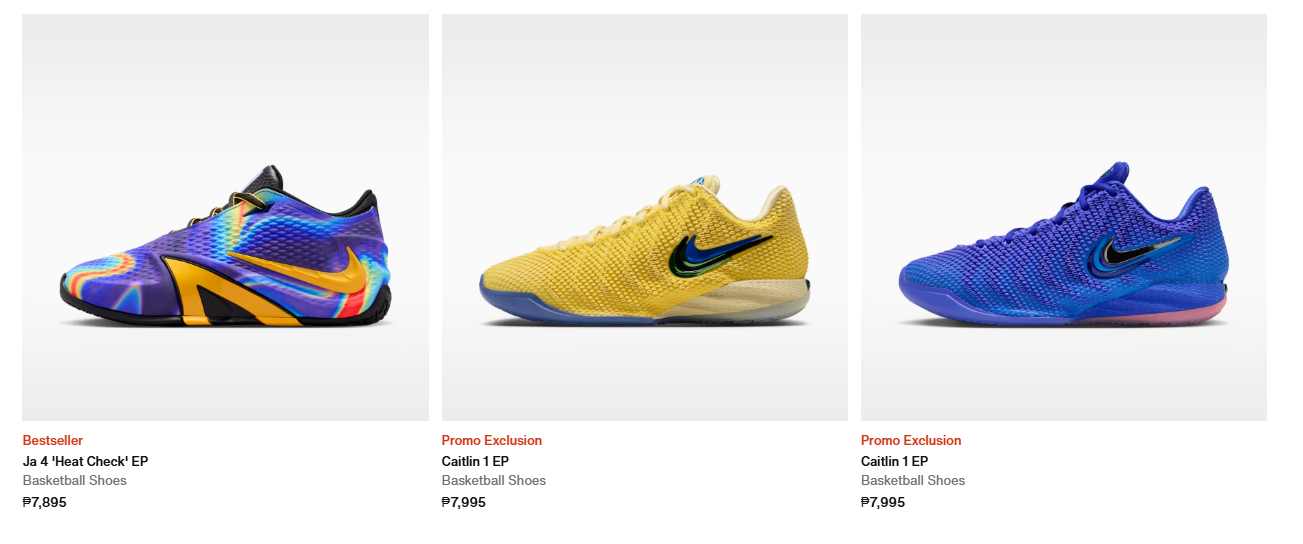 Bestseller
Ja 4 'Heat Check' EP
Basketball Shoes
₱7,895
Promo Exclusion
Caitlin 1 EP
Basketball Shoes
₱7,995
Promo Exclusion
Caitlin 1 EP
Basketball Shoes
₱7,995